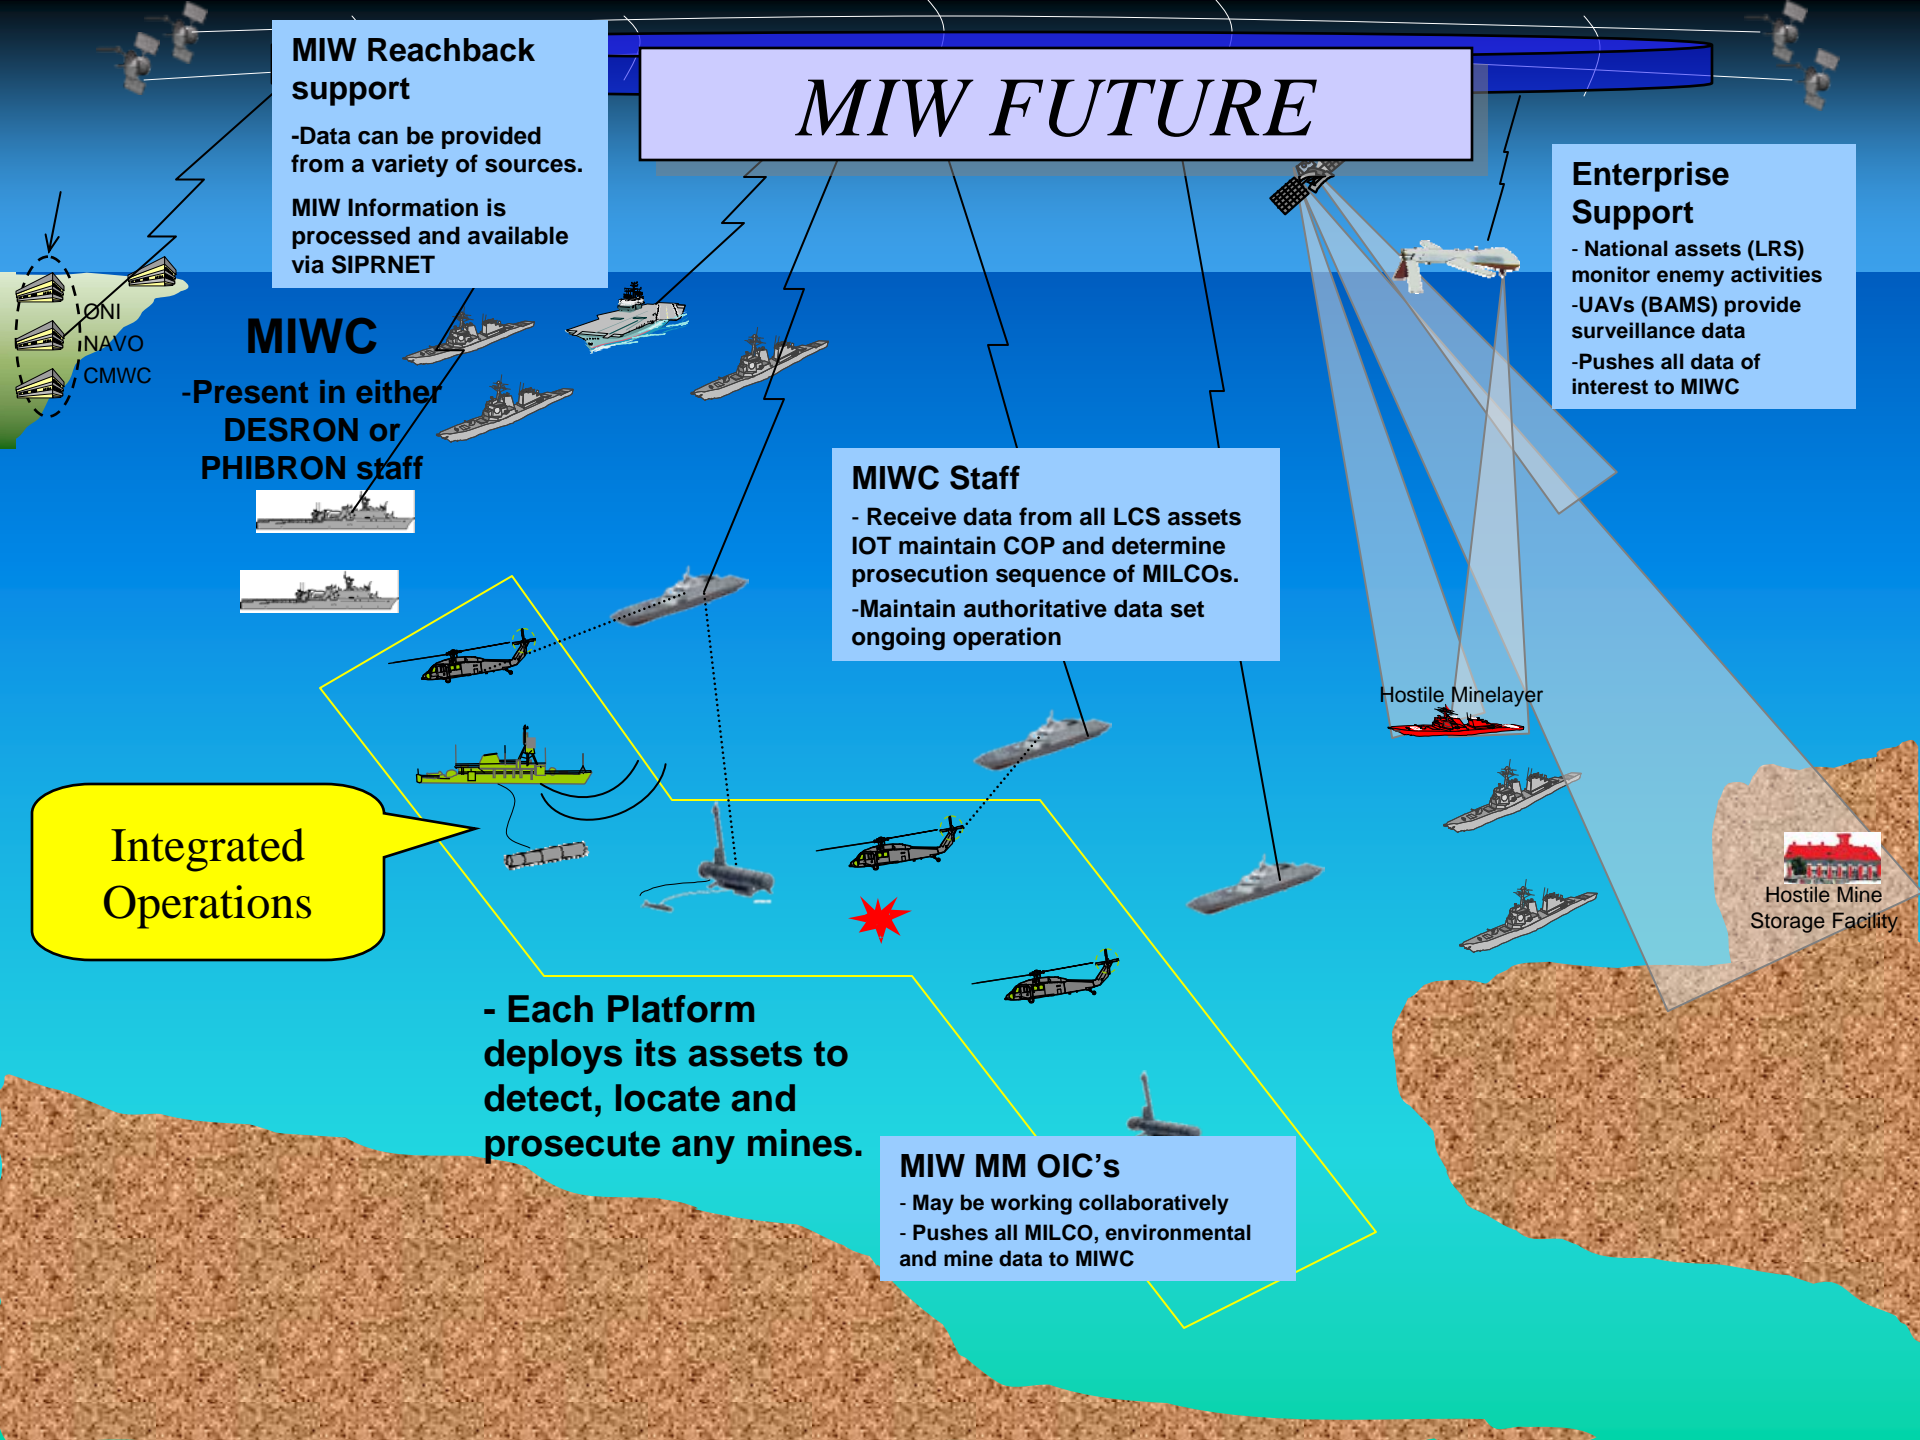 MIW FUTURE
MIW Reachback
support
-Data can be provided
from a variety of sources.
MIW Information is
processed and available
via SIPRNET
Enterprise
Support
- National assets (LRS)
monitor enemy activities
-UAVs (BAMS) provide
surveillance data
-Pushes all data of
interest to MIWC
ONI
NAVO
CMWC
MIWC
-Present in either
DESRON or
PHIBRON staff
MIWC Staff
- Receive data from all LCS assets
IOT maintain COP and determine
prosecution sequence of MILCOs.
-Maintain authoritative data set
ongoing operation
Hostile Minelayer
Integrated
Operations
Hostile Mine
Storage Facility
- Each Platform
deploys its assets to
detect, locate and
prosecute any mines.
MIW MM OIC’s
- May be working collaboratively
- Pushes all MILCO, environmental
and mine data to MIWC